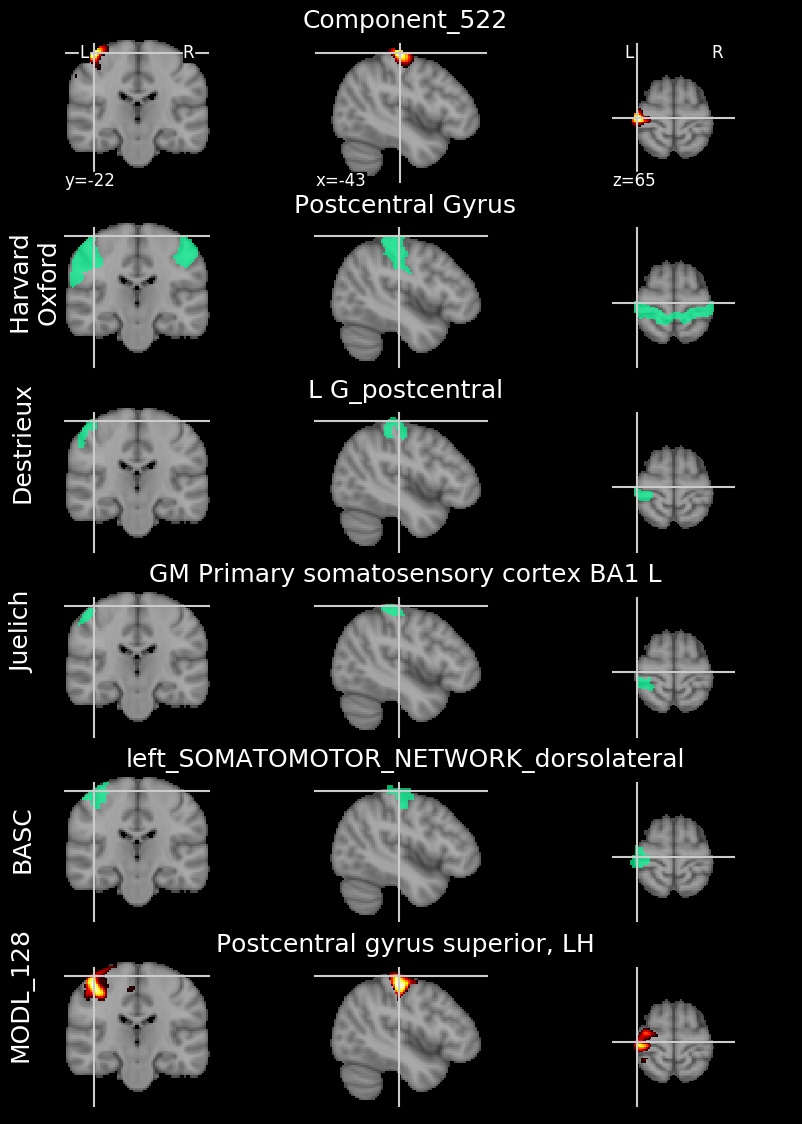 Component_522
L R
L R
y=-22
x=-43
z=65
Postcentral Gyrus
Harvard
Oxford
L G_postcentral
Destrieux
GM Primary somatosensory cortex BA1 L
Juelich
left_SOMATOMOTOR_NETWORK_dorsolateral
BASC
Postcentral gyrus superior, LH
MODL_128